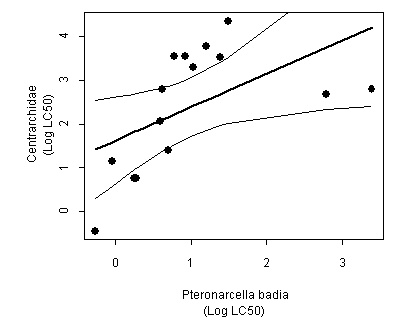 Centrarchidae
(Log LC50)
4
3
2
1
0
0
1
2
3
Pteronarcella badia
(Log LC50)